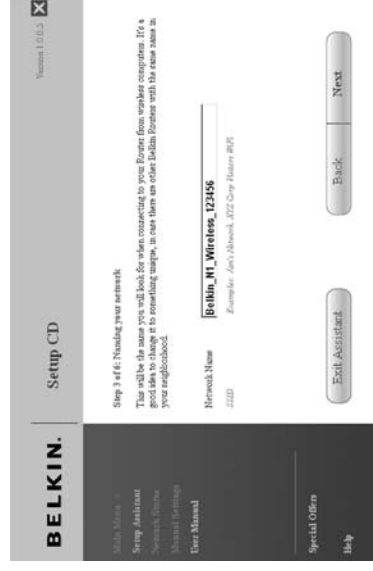 BELKIN.
Setup CD
Version 1.0.0.5
Main Menu >
Setup Assistant
Network Status
Manual Settings
User Manual
Special Offers
Help
Step 3 of 6: Naming your network
This will be the name you will look for when connecting to your Router from wireless computers. It's a
good idea to change it to something unique, in case there are other Belkin Routers with the same name in
your neighborhood.
Network Name
Belkin_N1_Wireless_123456
SSID
Examples: Jan's Network, XYZ Corp Visitors WiFi
Exit Assistant
Back
Next